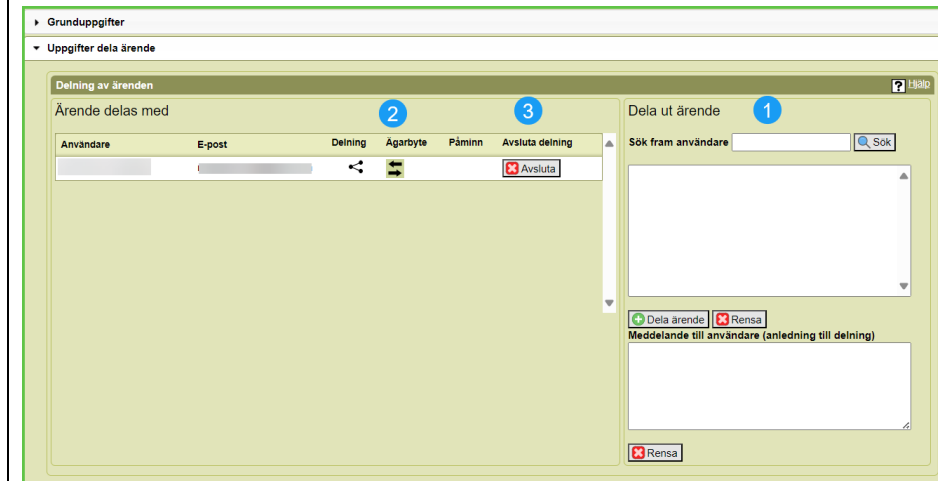 Grunduppgifter
Uppgifter dela ärende
Delning av ärenden
? Hjälp
Ärende delas med
2
3
Användare E-post Delning Ägarbyte Påminn Avsluta delning
Avsluta
Dela ut ärende 1
Sök fram användare Sök
Dela ärende Rensa
Meddelande till användare (anledning till delning)
Rensa